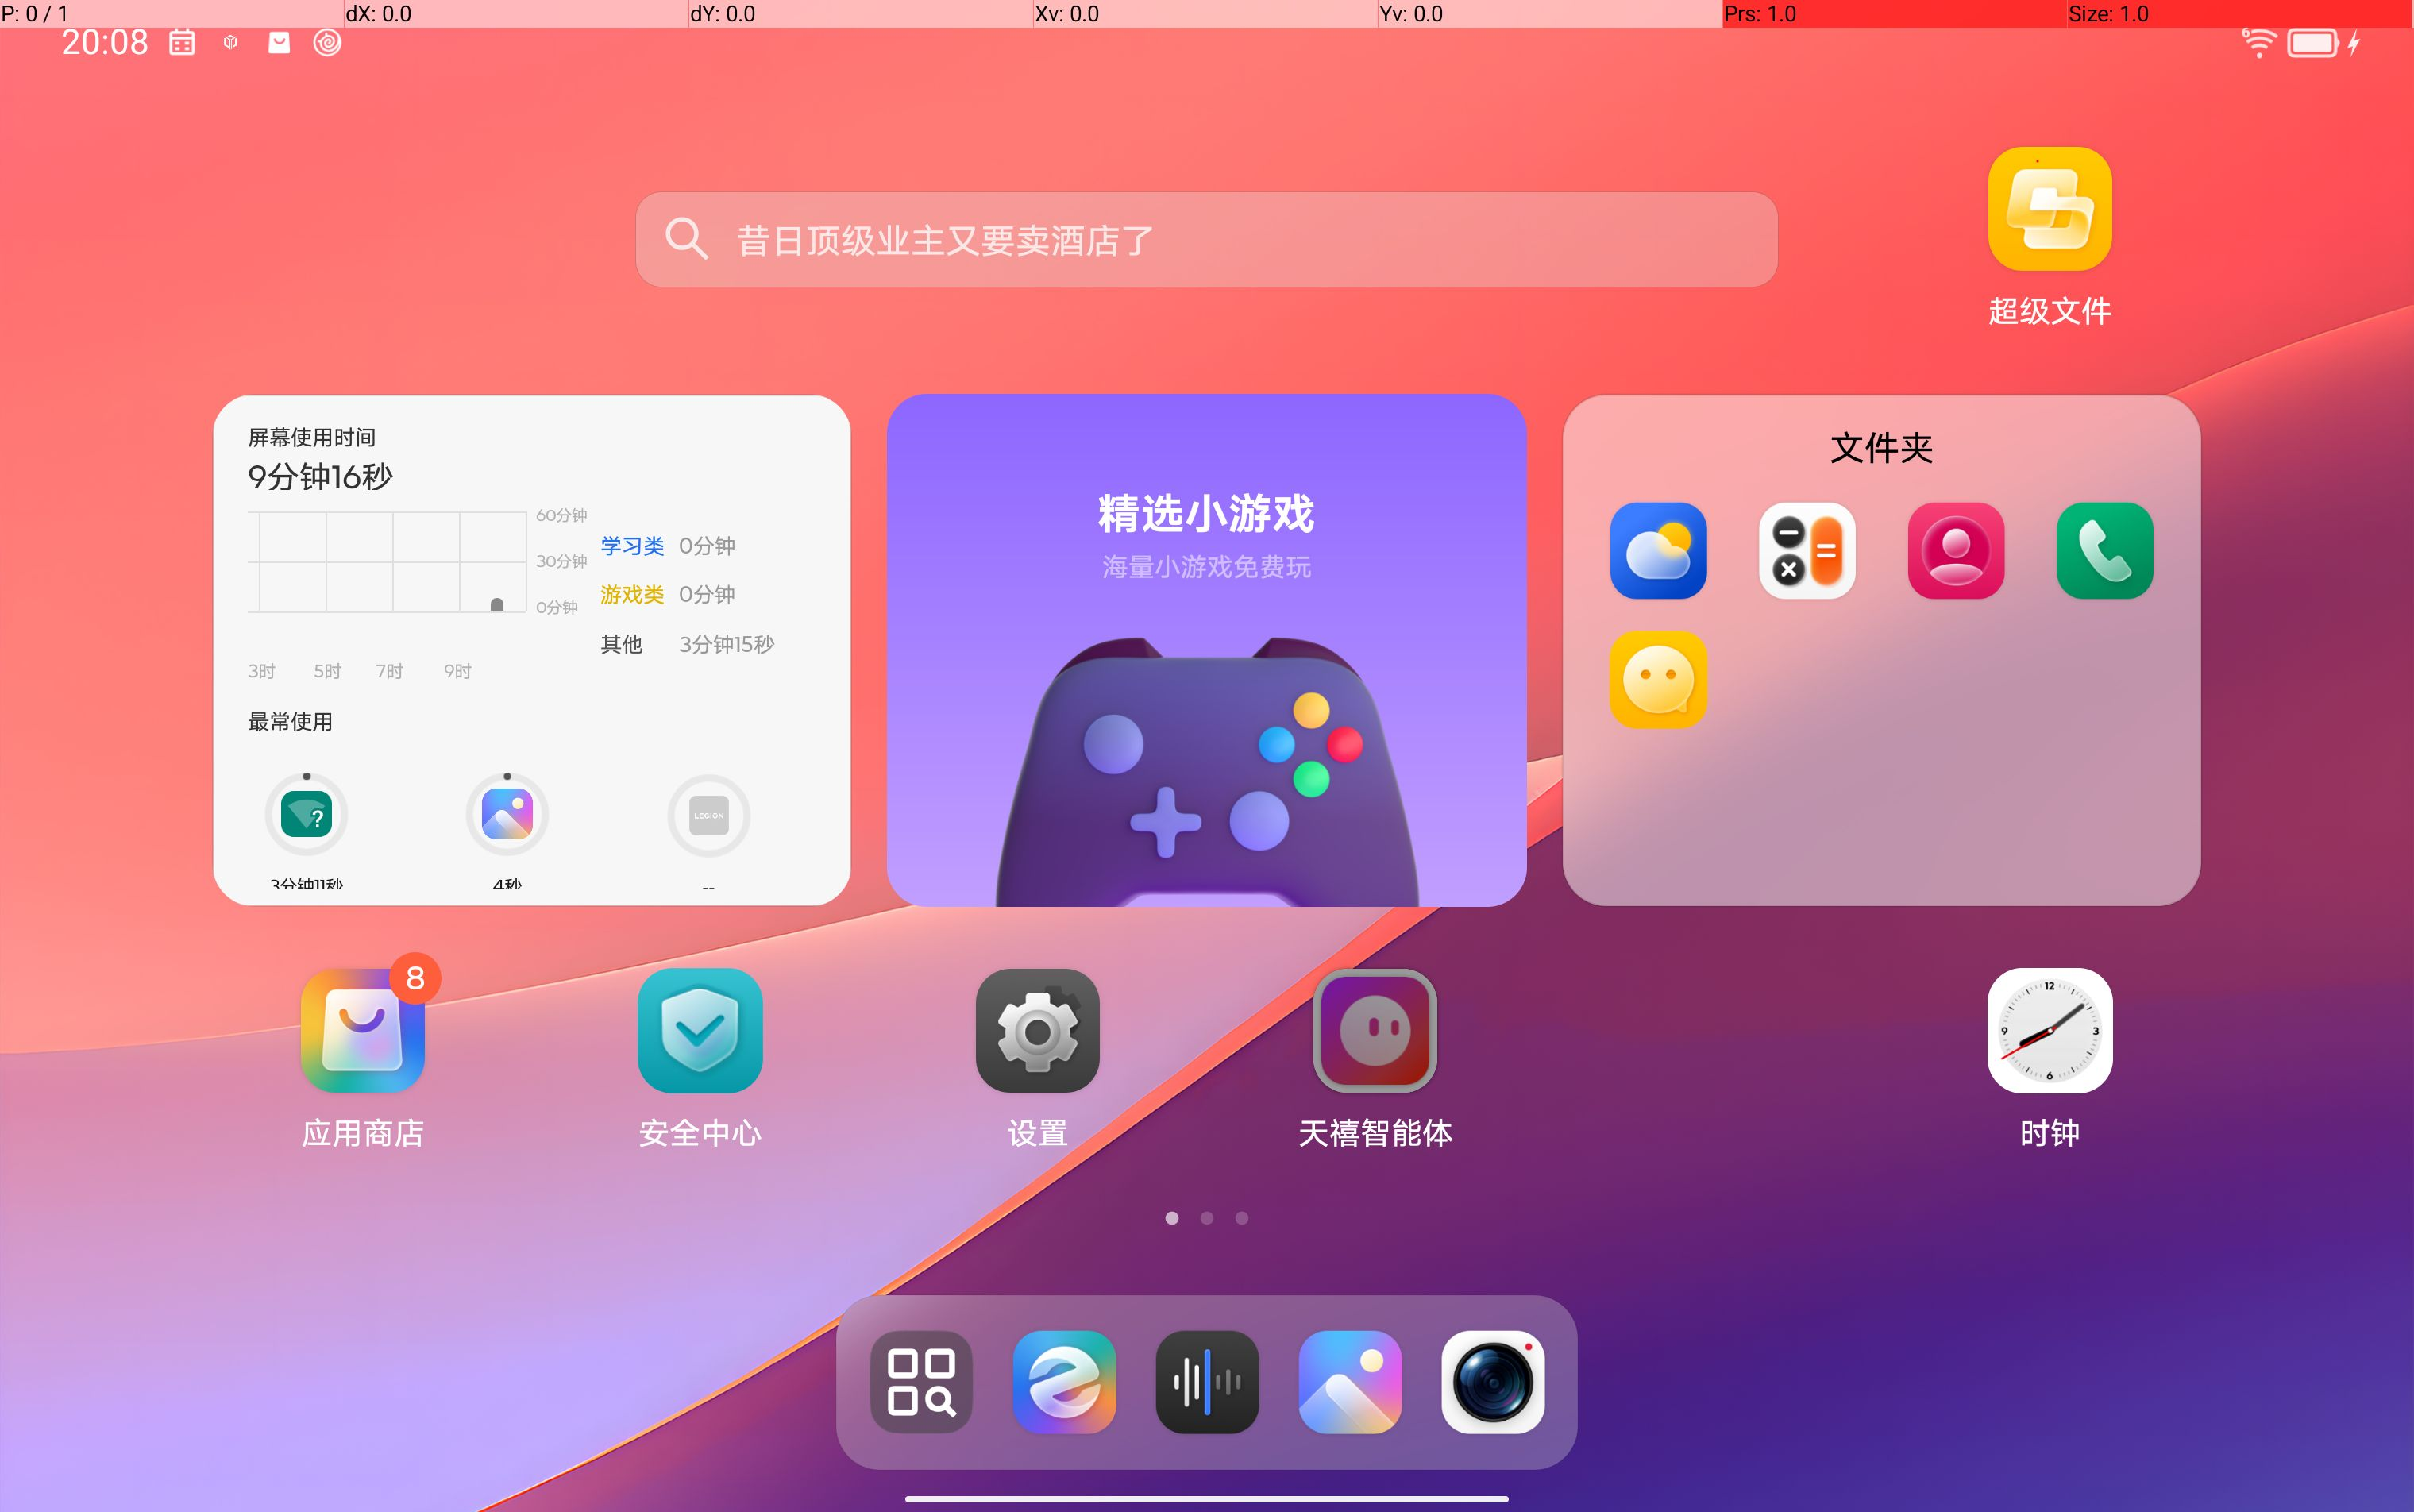 P: 0 / 1 dX: 0.0 dY: 0.0 Xv: 0.0 Yv: 0.0 Prs: 1.0 Size: 1.0
20:08
6
昔日顶级业主又要卖酒店了
超级文件
屏幕使用时间
9分钟16秒
60分钟
30分钟
0分钟
3时 5时 7时 9时
学习类 0分钟
游戏类 0分钟
其他 3分钟15秒
最常使用
?
LEGION
3分钟11秒 4秒 --
精选小游戏
海量小游戏免费玩
文件夹
8
12
3
6
9
应用商店 安全中心 设置 天禧智能体 时钟